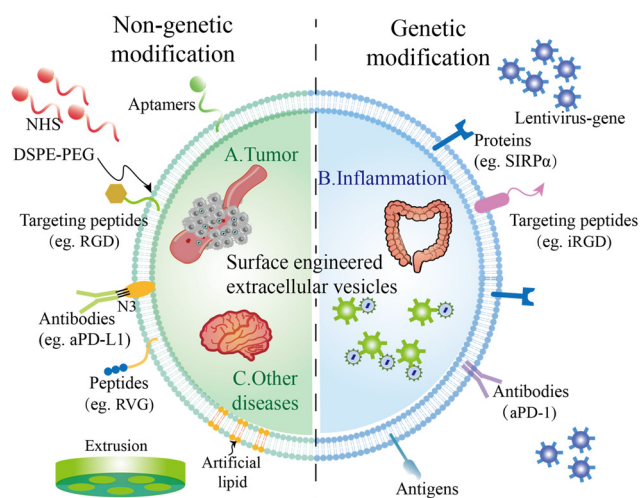 Non-genetic
modification
Genetic
modification
NHS
Aptamers
Lentivirus-gene
DSPE-PEG
Proteins
(eg. SIRPα)
A.Tumor
B.Inflammation
Targeting peptides
(eg. RGD)
Targeting peptides
(eg. iRGD)
Surface engineered
extracellular vesicles
N3
Antibodies
(eg. aPD-L1)
Peptides
(eg. RVG)
C.Other
diseases
Antibodies
(aPD-1)
Extrusion
Artificial
lipid
Antigens